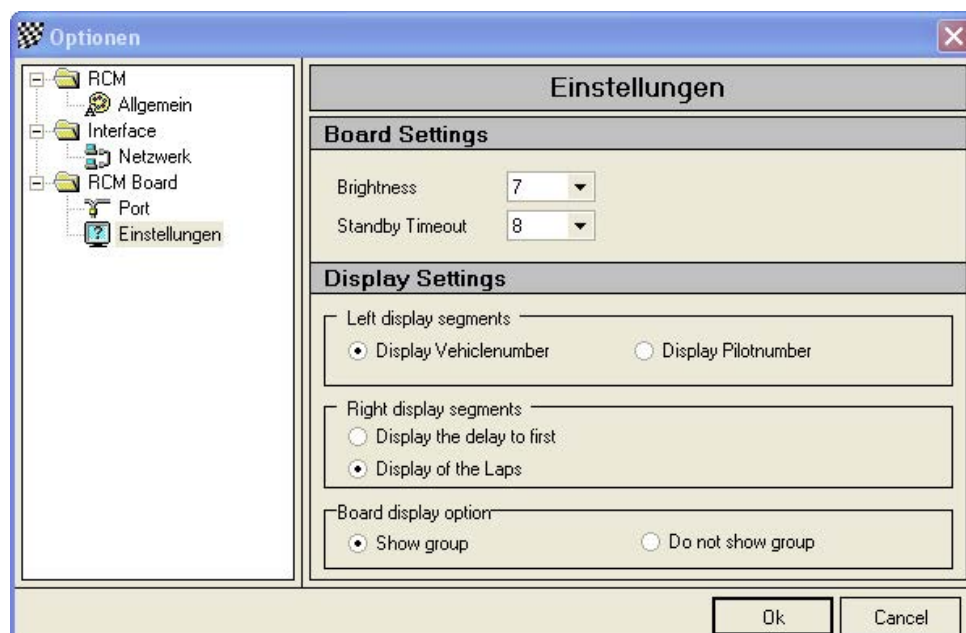 Optionen
RCM
Allgemein
Interface
Netzwerk
RCM Board
Port
Einstellungen
Einstellungen
Board Settings
Brightness 7
Standby Timeout 8
Display Settings
Left display segments
Display Vehiclenumber Display Pilotnumber
Right display segments
Display the delay to first
Display of the Laps
Board display option
Show group Do not show group
Ok Cancel